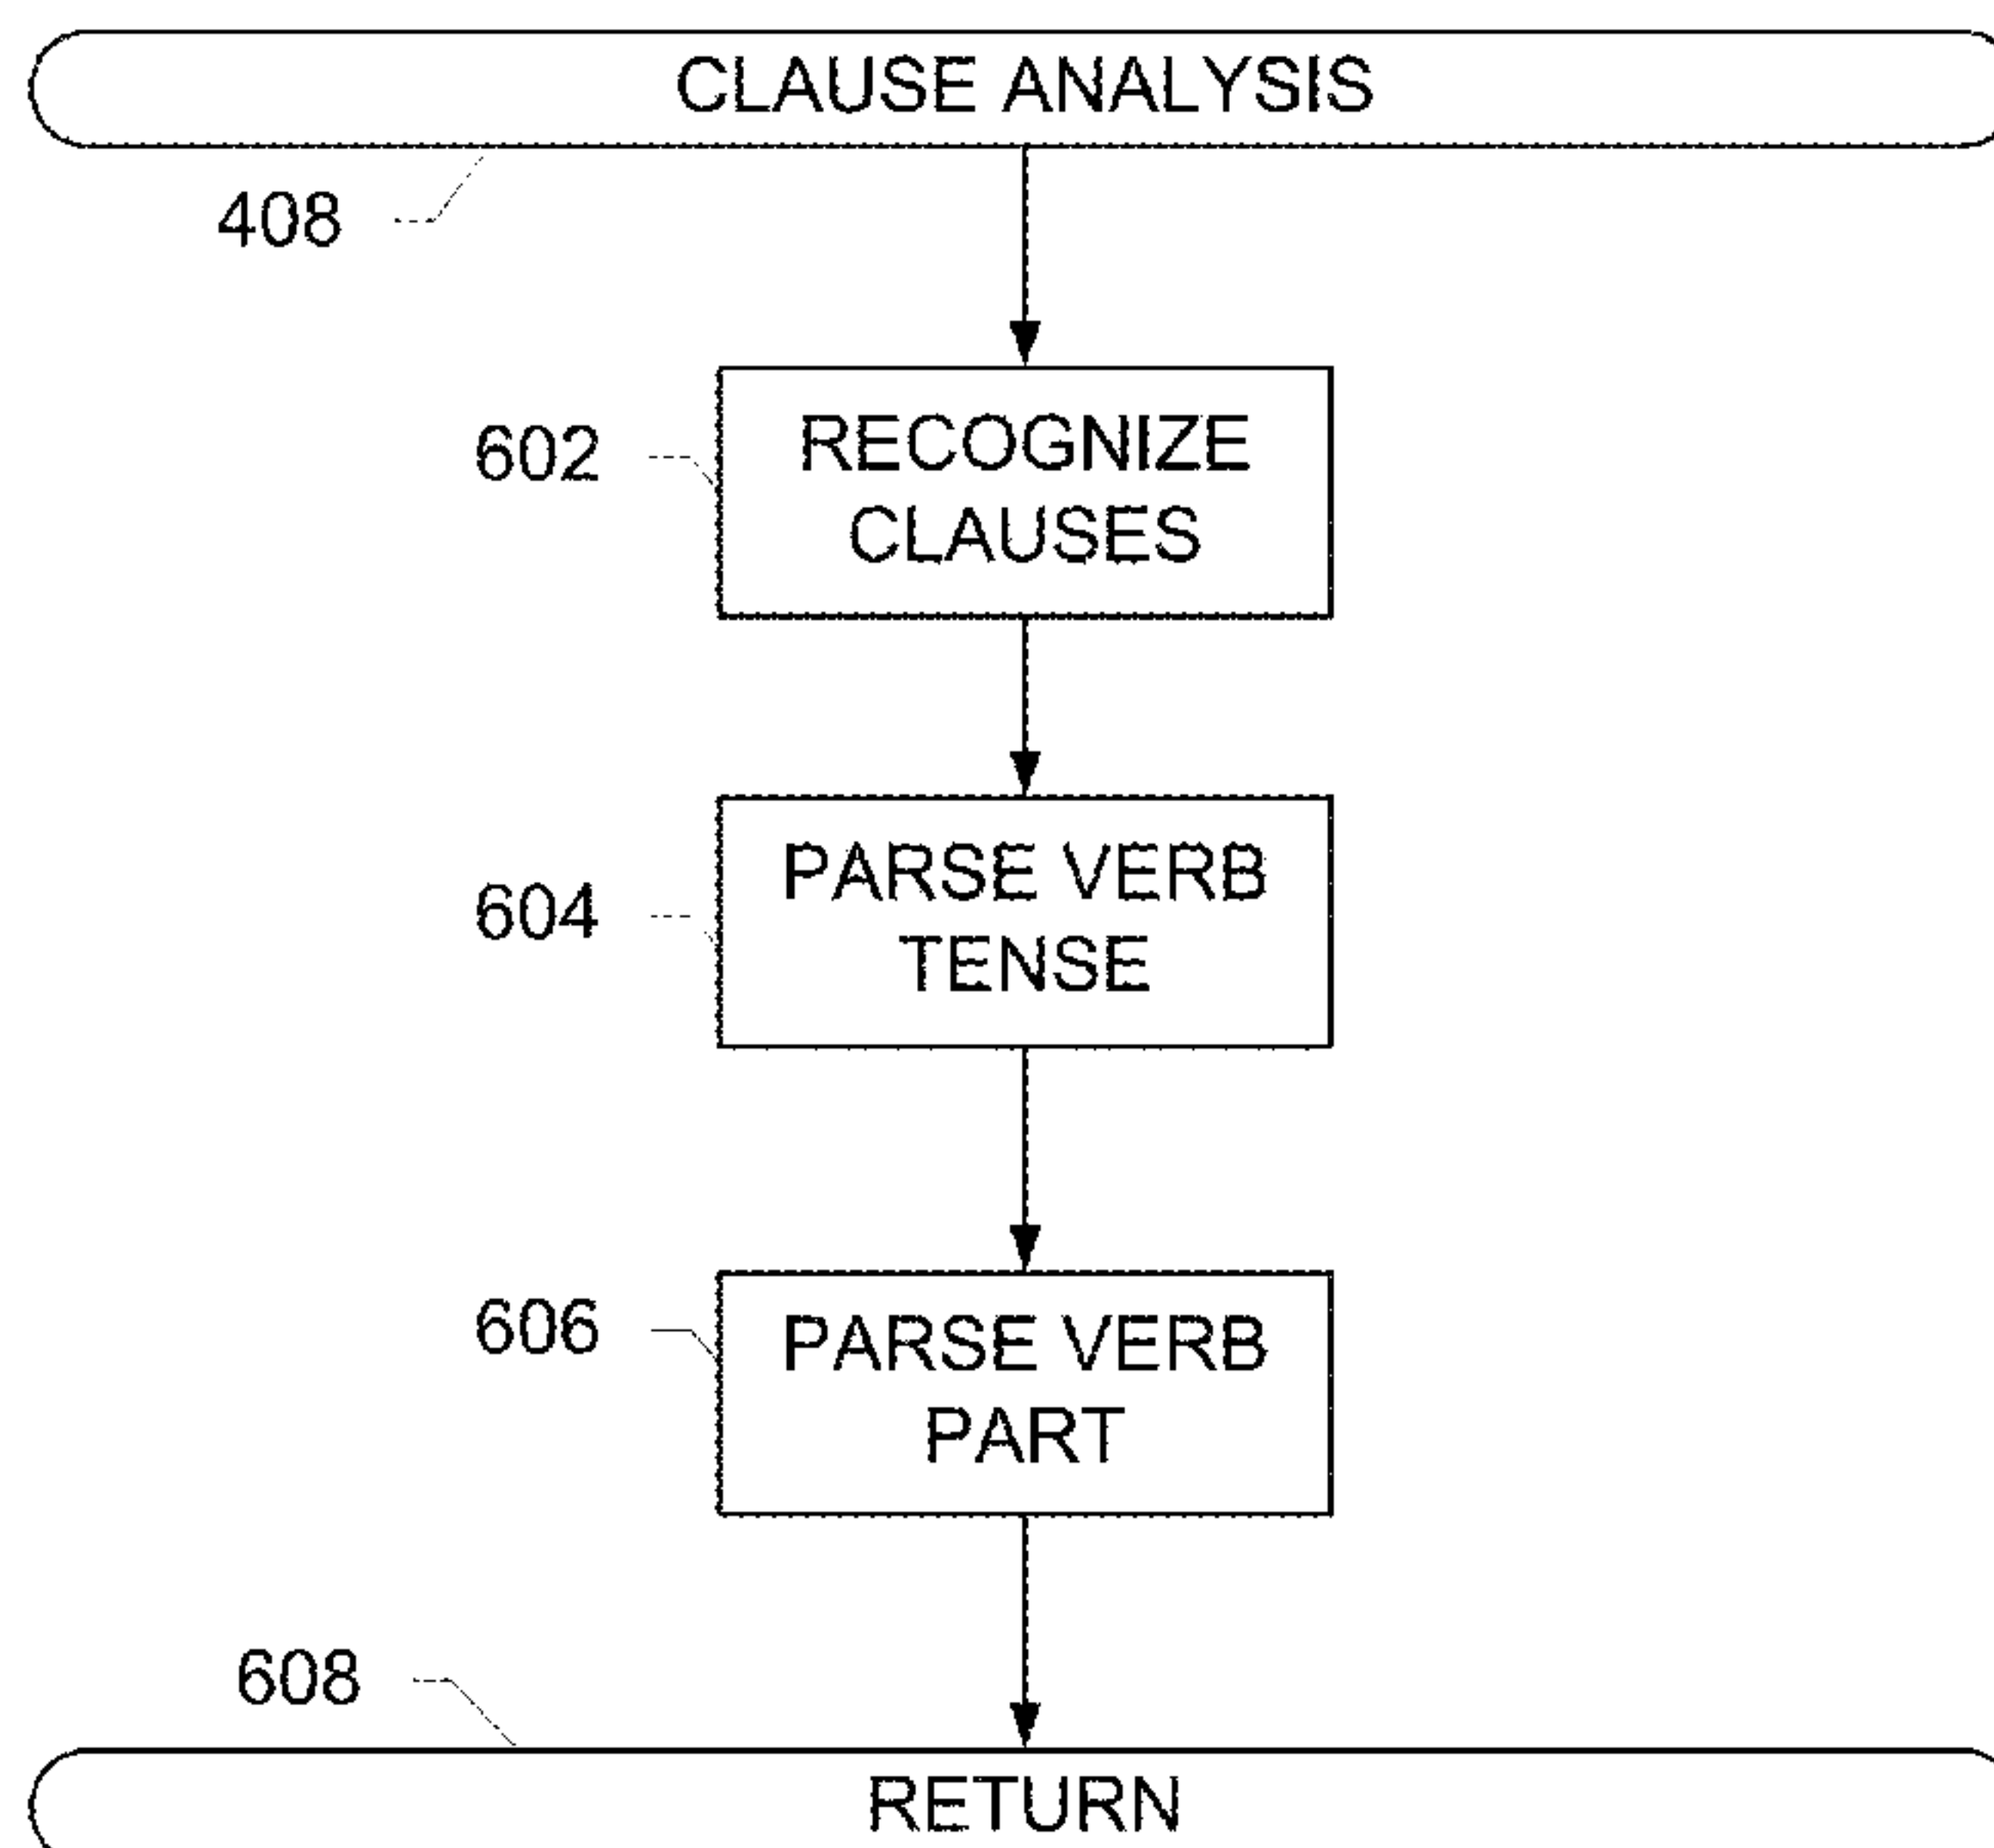 CLAUSE ANALYSIS
408
602
RECOGNIZE
CLAUSES
604
PARSE VERB
TENSE
606
PARSE VERB
PART
608
RETURN